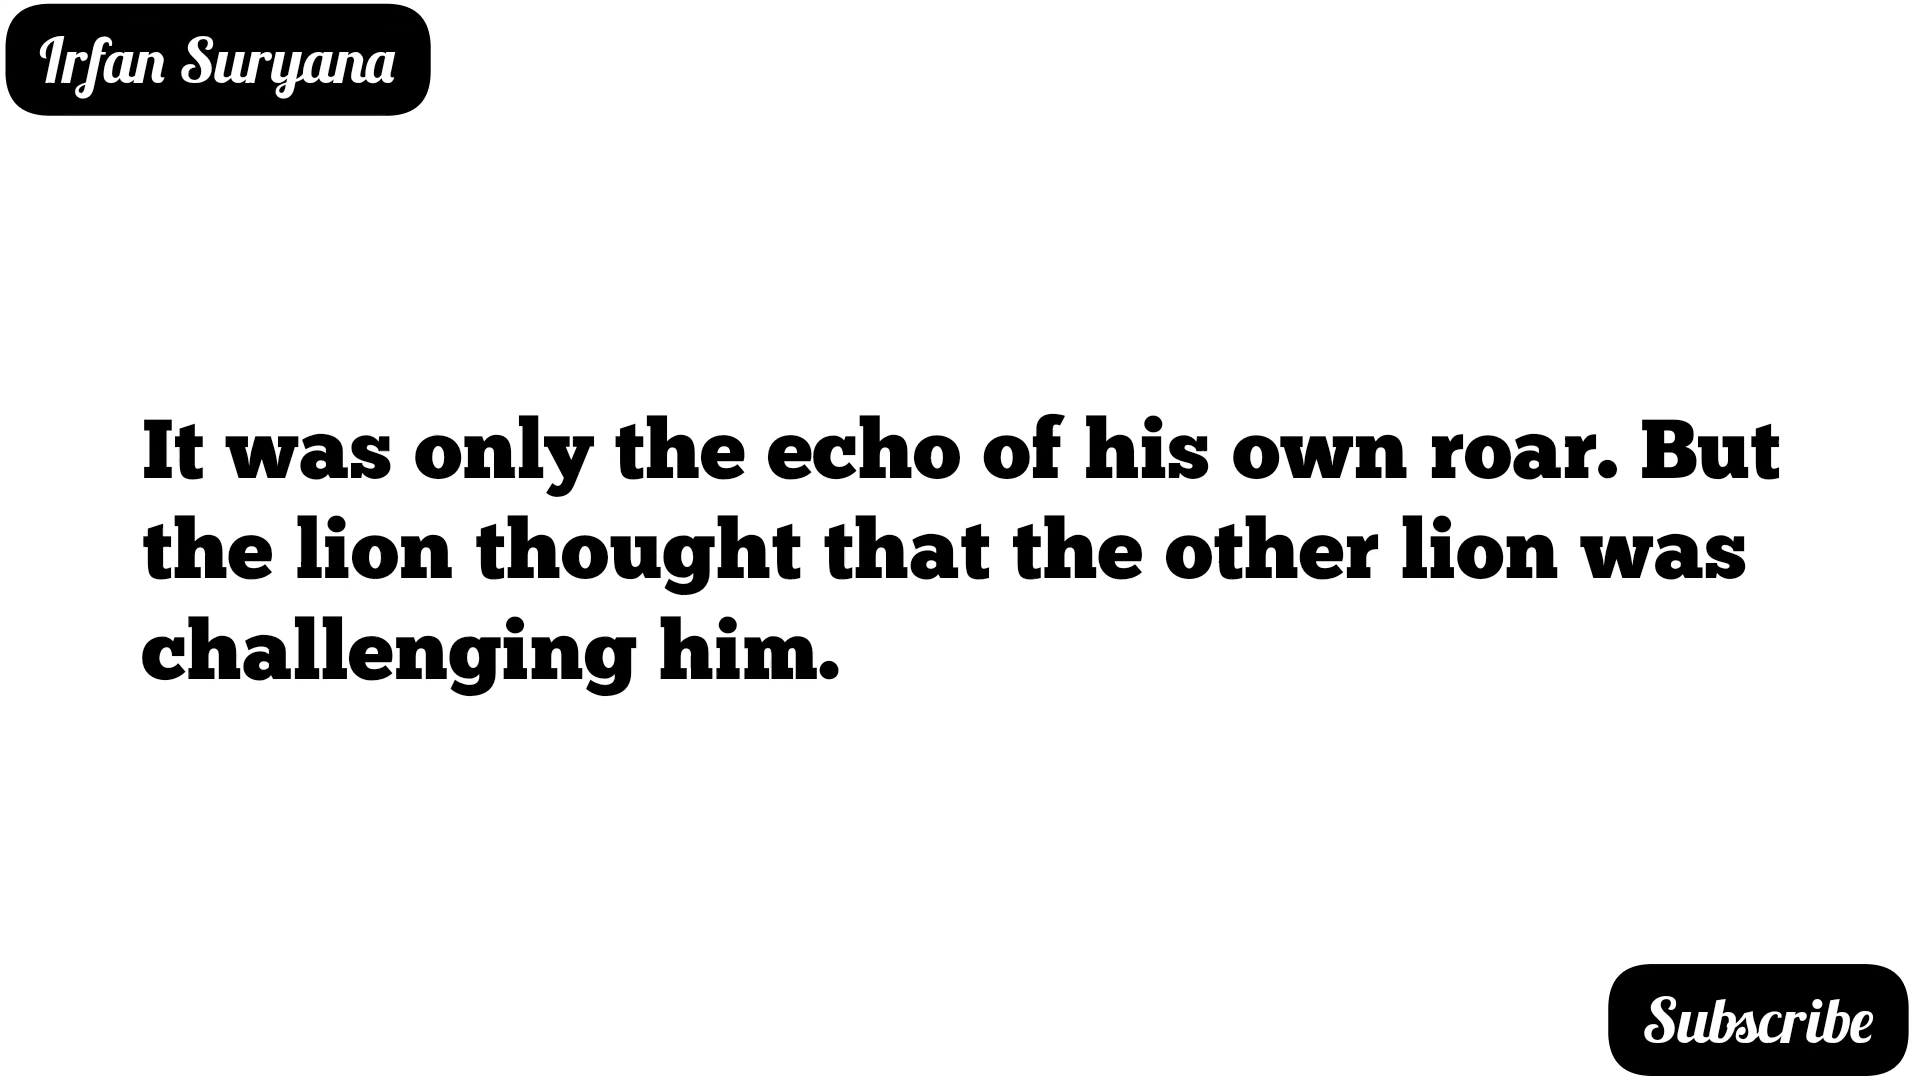 Irfan Suryana
It was only the echo of his own roar. But
the lion thought that the other lion was
challenging him.
Subscribe